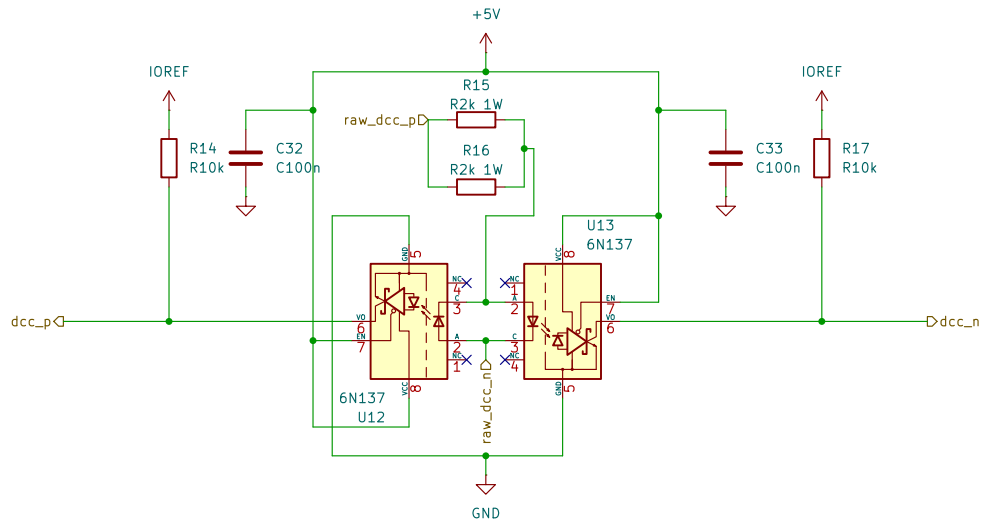 +5V
IOREF
IOREF
R15
R2k 1W
raw_dcc_p
R14
R10k
C32
C100n
R16
R2k 1W
C33
C100n
R17
R10k
U13
6N137
GND
5
VCC
8
NC
4
NC
1
C
3
A
2
EN
7
dcc_p
VO
6
VO
6
dcc_n
EN
7
A
2
C
3
NC
1
NC
4
VCC
8
GND
5
6N137
U12
raw_dcc_n
GND